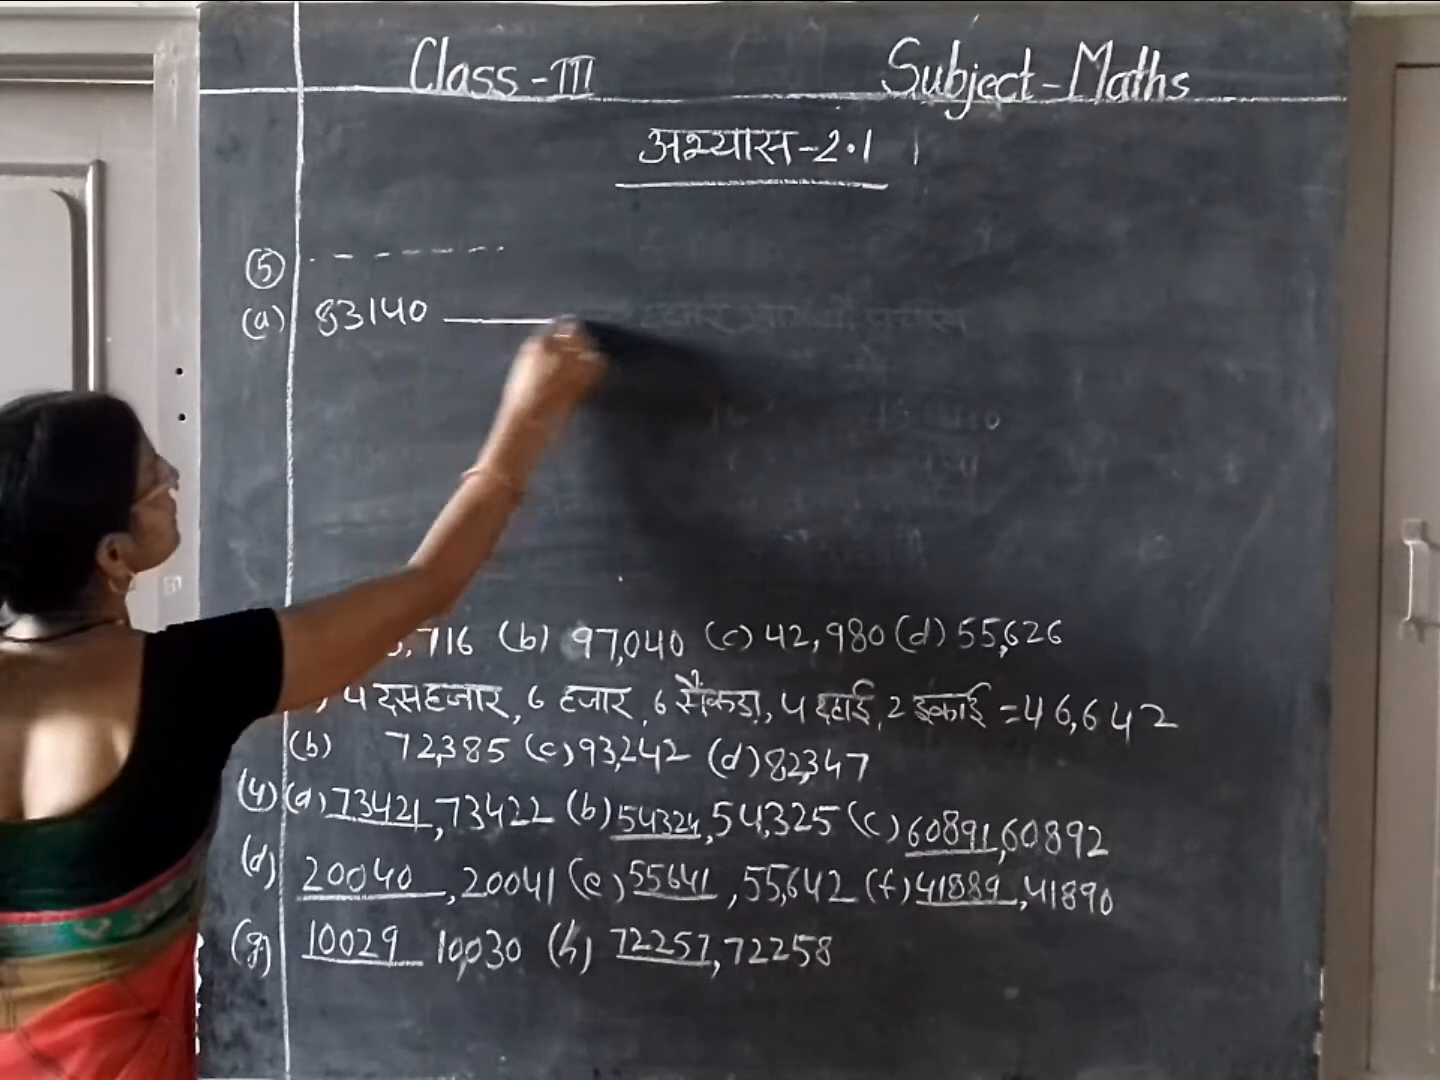 Class-III Subject-Maths
अभ्यास-2.1
(5) - - - - - - -
(a) 83140 ______
,716 (b) 97,040 (c) 42,980 (d) 55,626
4 दसहजार, 6 हजार, 6 सैंकडा, 4 दहाई, 2 इकाई = 46,642
(b) 72,385 (c) 93,242 (d) 82,347
(4) (a) 73421, 73422 (b) 54324, 54,325 (c) 60891, 60892
(d) 20040, 20041 (e) 55641, 55,642 (f) 41889, 41890
(g) 10029 10,030 (h) 72257, 72258